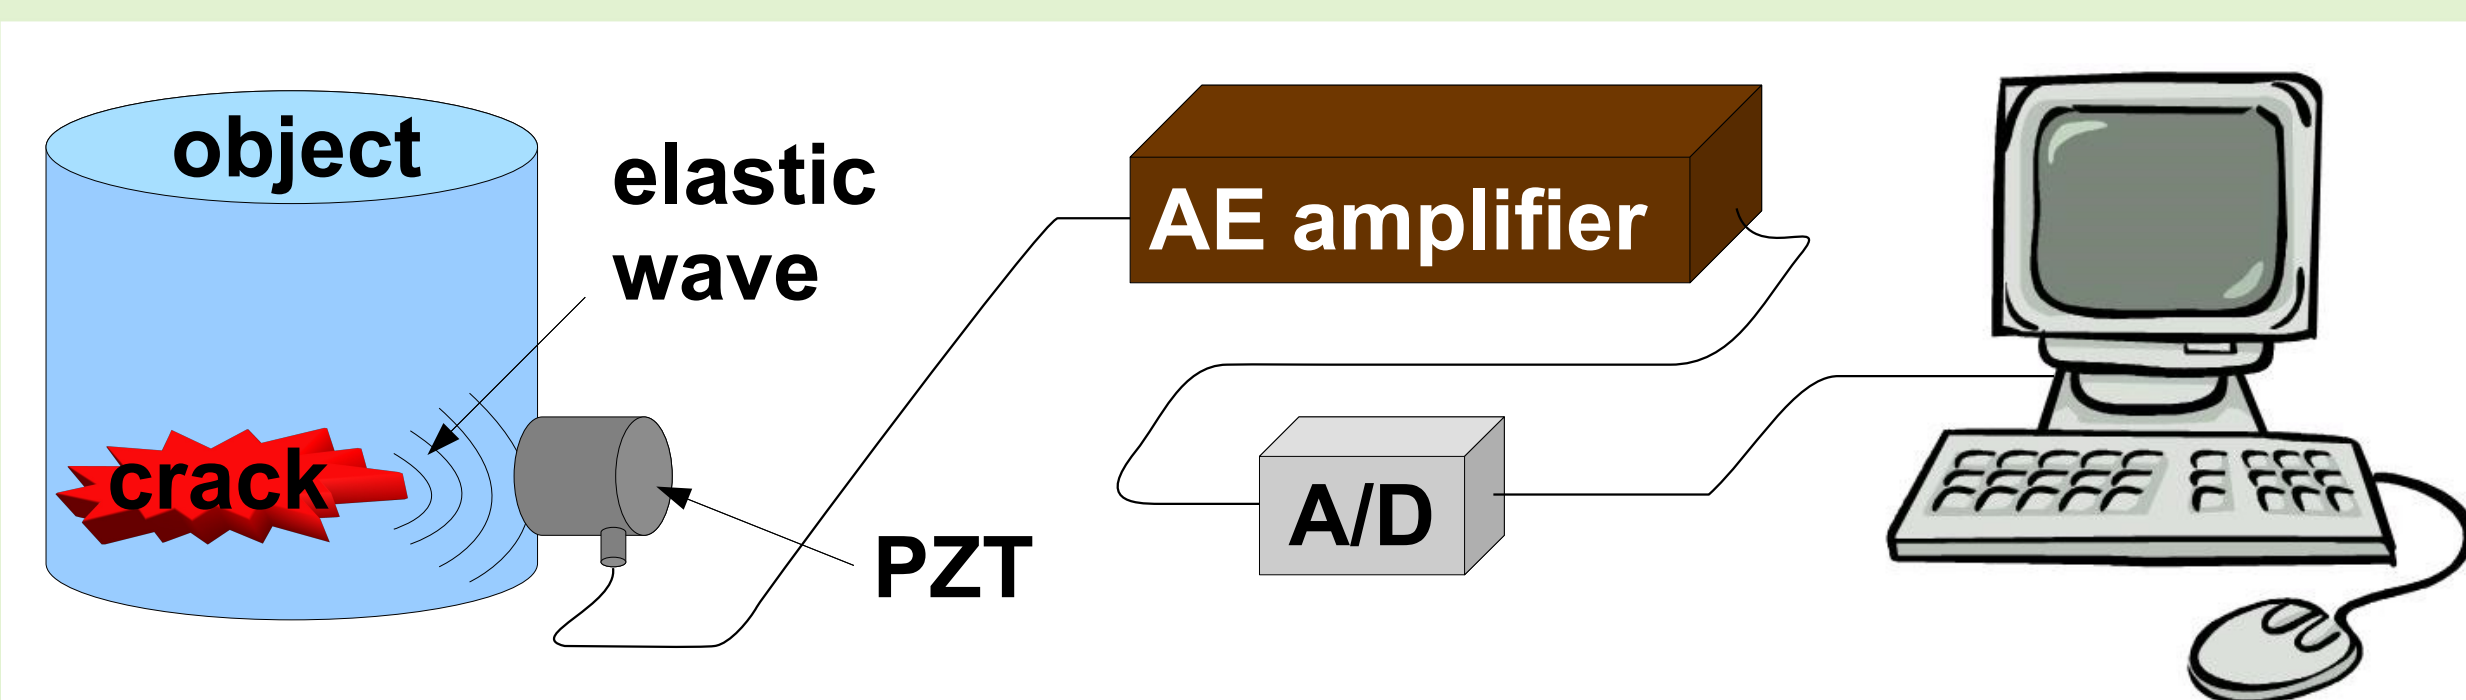 object
elastic
wave
AE amplifier
crack
A/D
PZT